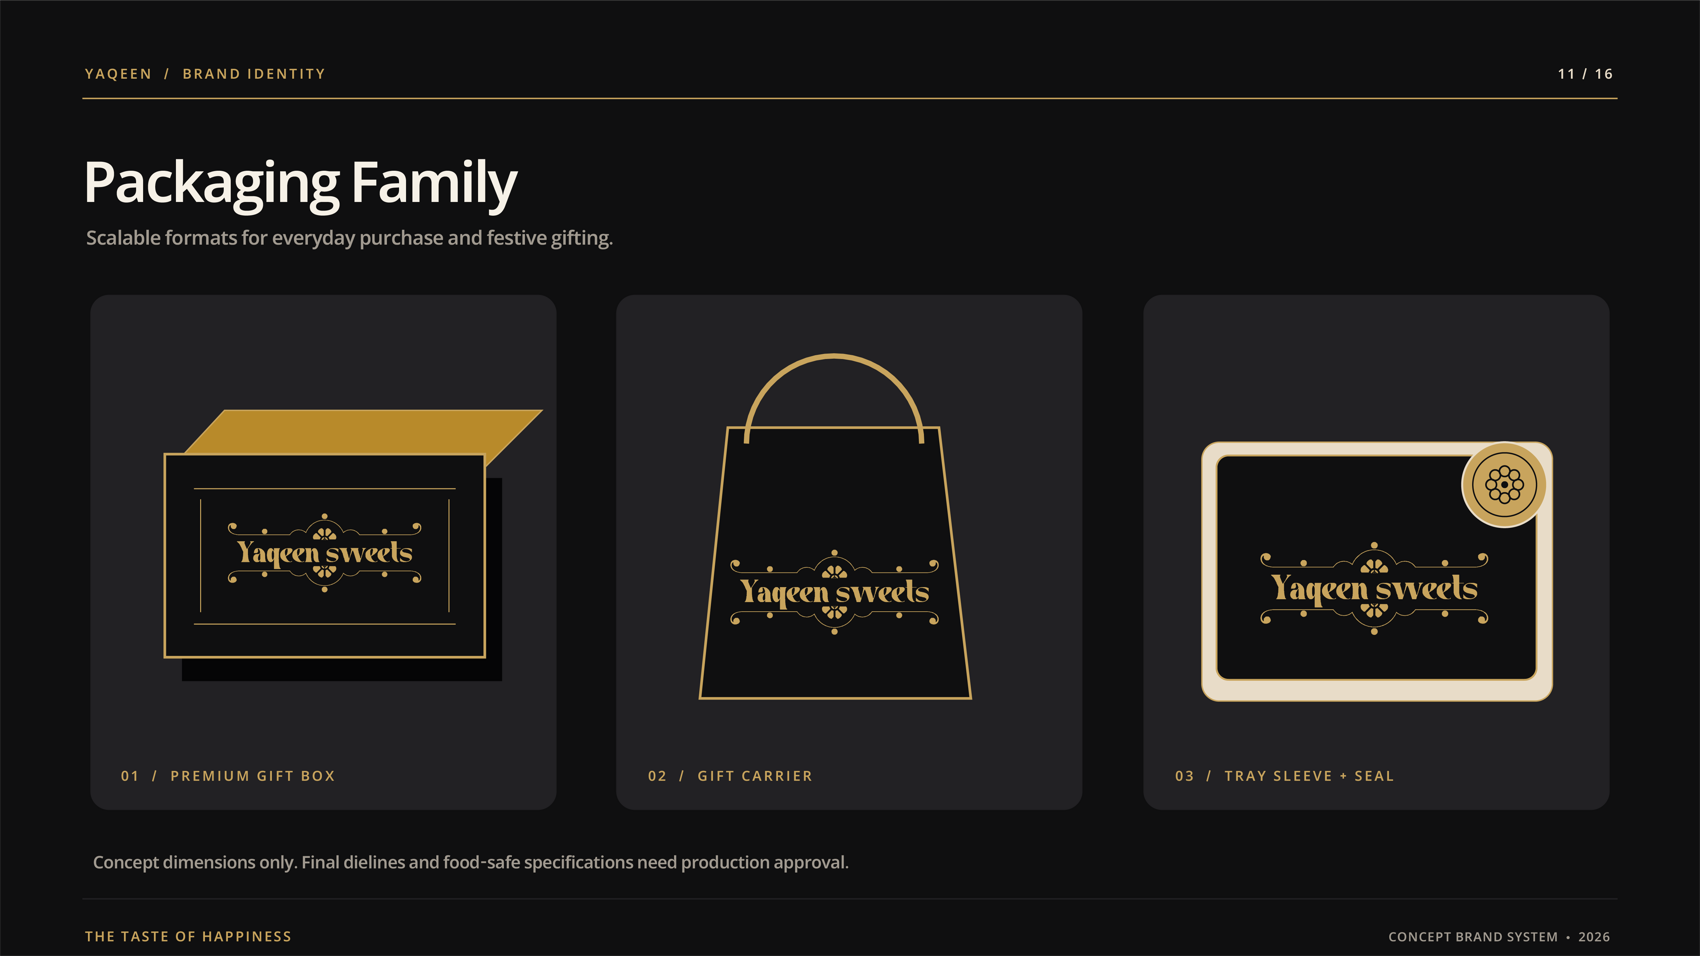 YAQEEN / BRAND IDENTITY
11 / 16
Packaging Family
Scalable formats for everyday purchase and festive gifting.
Yaqeen sweets
Yaqeen sweets
Yaqeen sweets
01 / PREMIUM GIFT BOX
02 / GIFT CARRIER
03 / TRAY SLEEVE + SEAL
Concept dimensions only. Final dielines and food-safe specifications need production approval.
THE TASTE OF HAPPINESS
CONCEPT BRAND SYSTEM • 2026